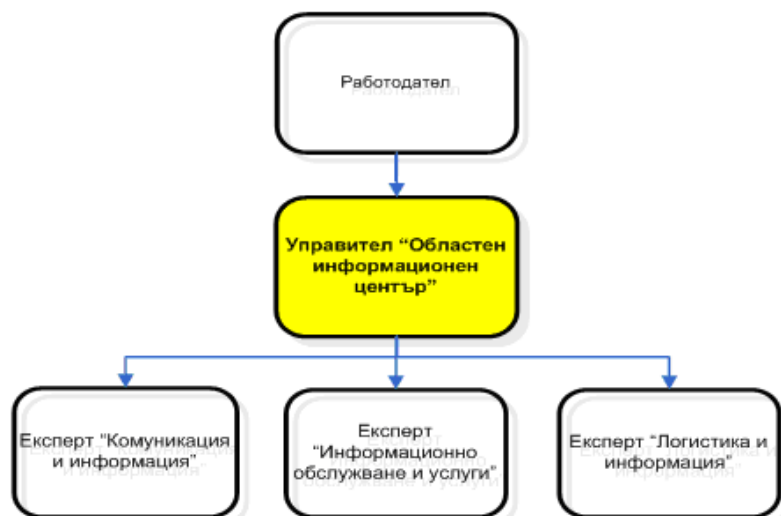 Работодател
Управител “Областен
информационен
център”
Експерт “Комуникация
и информация”
Експерт
“Информационно
обслужване и услуги”
Експерт “Логистика и
информация”